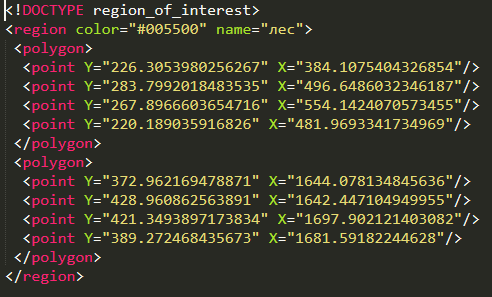 <!DOCTYPE region_of_interest>
<region color="#005500" name="лес">
<polygon>
<point Y="226.3053980256267" X="384.1075404326854"/>
<point Y="283.7992018483535" X="496.6486032346187"/>
<point Y="267.8966603654716" X="554.1424070573455"/>
<point Y="220.189035916826" X="481.9693341734969"/>
</polygon>
<polygon>
<point Y="372.962169478871" X="1644.078134845636"/>
<point Y="428.960862563891" X="1642.447104949955"/>
<point Y="421.3493897173834" X="1697.902121403082"/>
<point Y="389.272468435673" X="1681.59182244628"/>
</polygon>
</region>